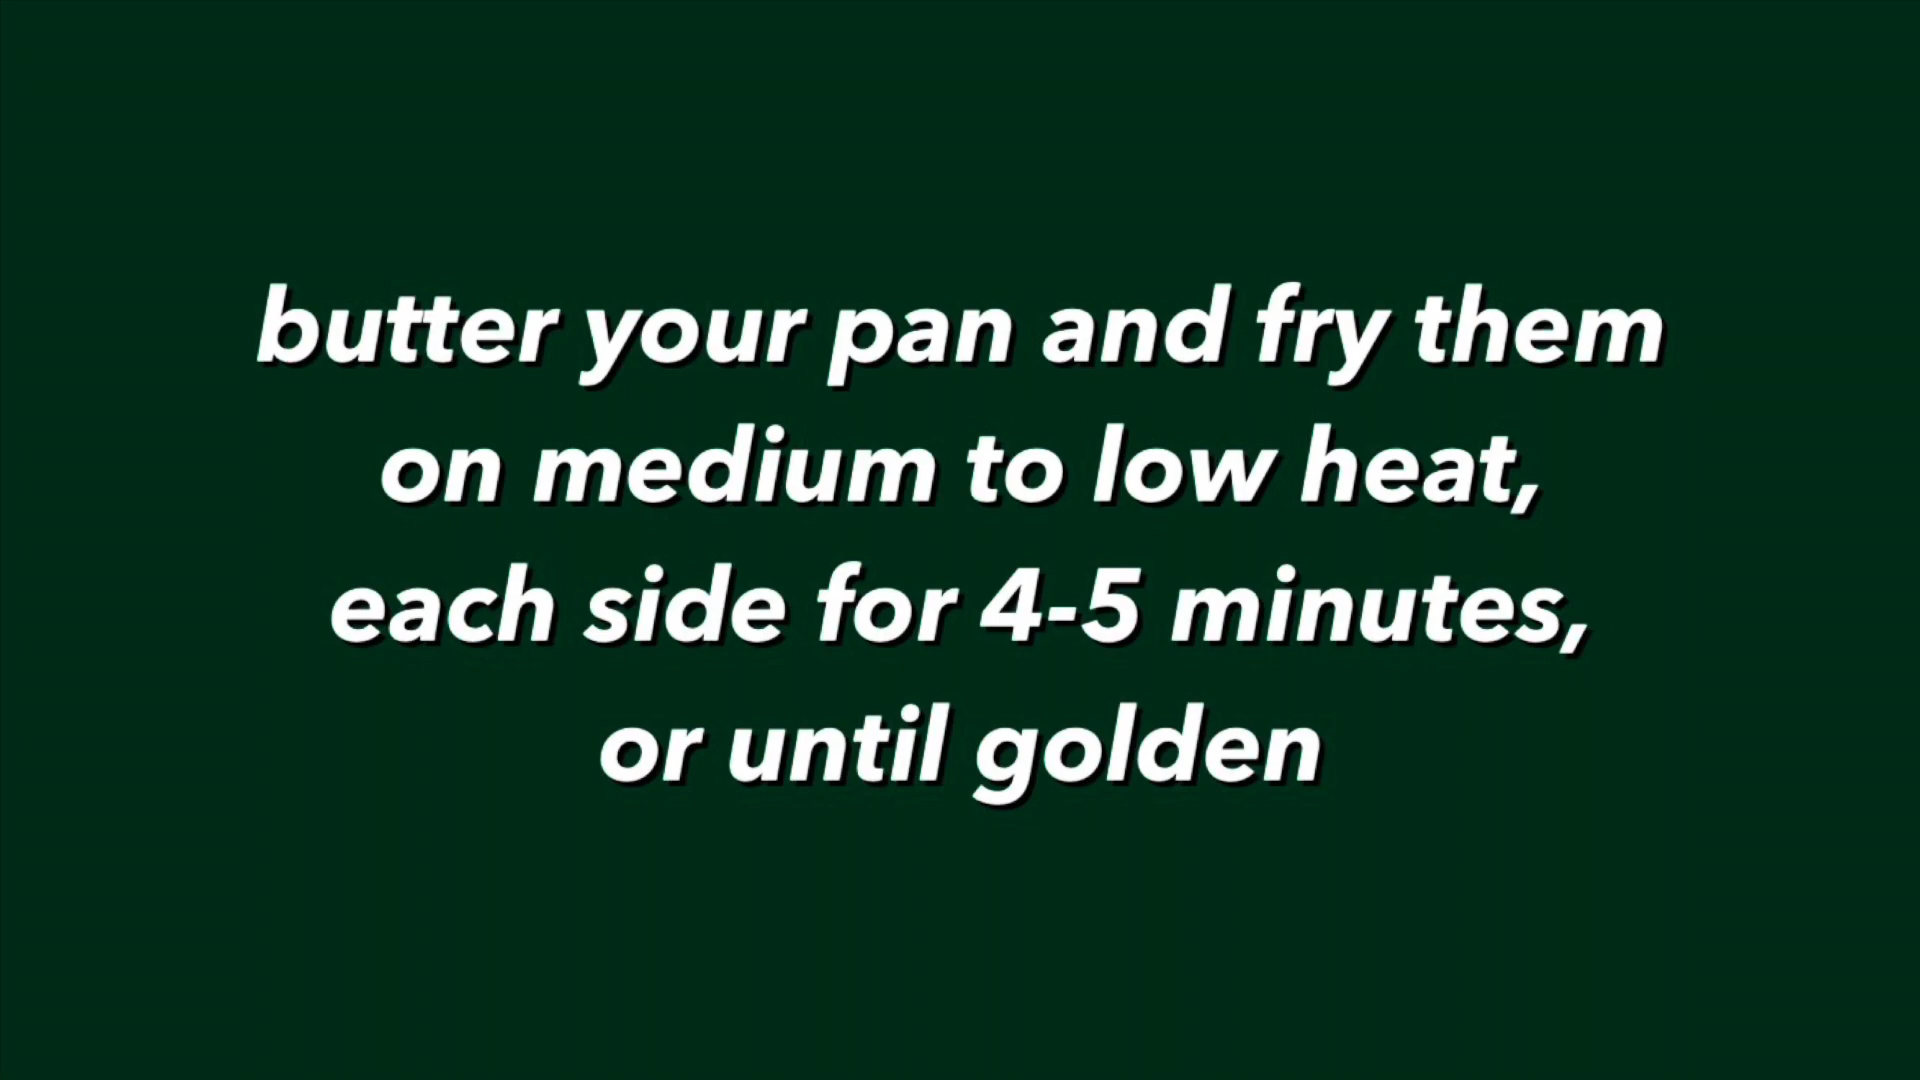 butter your pan and fry them
on medium to low heat,
each side for 4-5 minutes,
or until golden